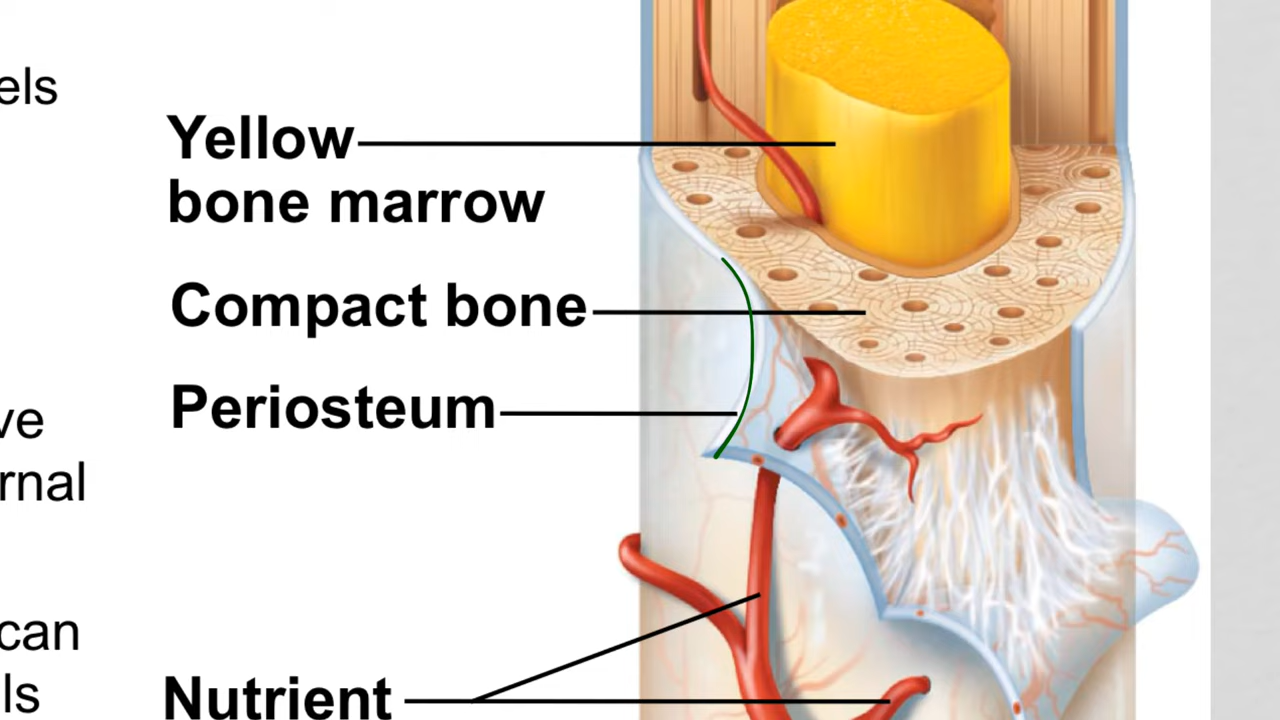 els
Yellow
bone marrow
Compact bone
Periosteum
ve
rnal
can
ls
Nutrient